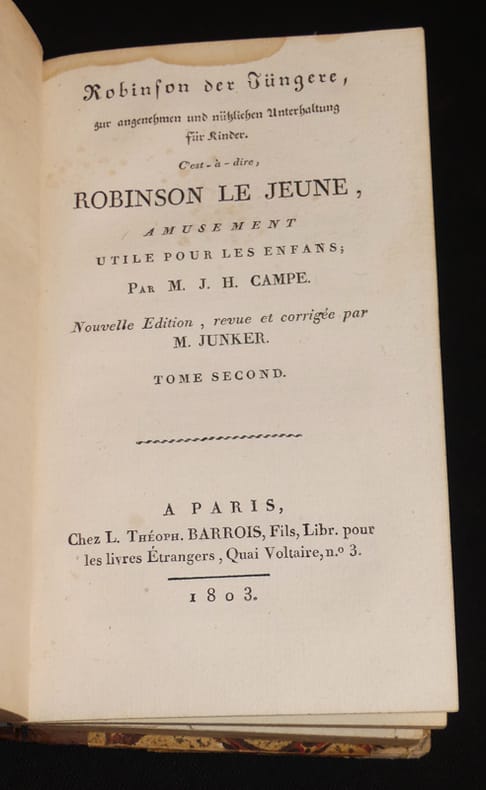 Robinson der Jüngere,
zur angenehmen und nützlichen Unterhaltung
für Kinder.
C'est-à-dire,
ROBINSON LE JEUNE,
AMUSEMENT
UTILE POUR LES ENFANS;
PAR M. J. H. CAMPE.
Nouvelle Edition, revue et corrigée par
M. JUNKER.
TOME SECOND.
A PARIS,
Chez L. THÉOPH. BARROIS, Fils, Libr. pour
les livres Étrangers, Quai Voltaire, n.º 3.
1803.